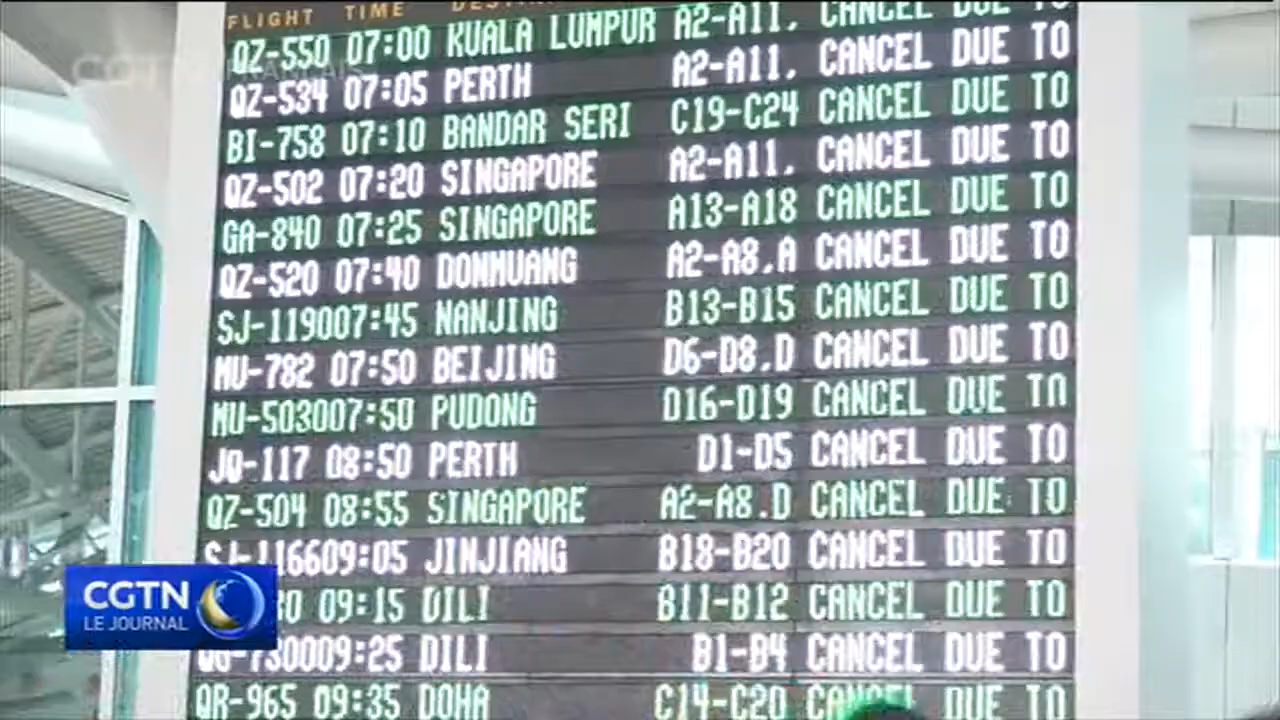 FLIGHT TIME
QZ-550 07:00 KUALA LUMPUR A2-A11, CANCEL DUE TO
QZ-534 07:05 PERTH A2-A11, CANCEL DUE TO
BI-758 07:10 BANDAR SERI C19-C24 CANCEL DUE TO
QZ-502 07:20 SINGAPORE A2-A11, CANCEL DUE TO
GA-840 07:25 SINGAPORE A13-A18 CANCEL DUE TO
QZ-520 07:40 DONMUANG A2-A8,A CANCEL DUE TO
SJ-119007:45 NANJING B13-B15 CANCEL DUE TO
MU-782 07:50 BEIJING D6-D8,D CANCEL DUE TO
MU-503007:50 PUDONG D16-D19 CANCEL DUE TO
JQ-117 08:50 PERTH D1-D5 CANCEL DUE TO
QZ-504 08:55 SINGAPORE A2-A8,D CANCEL DUE TO
SJ-116609:05 JINJIANG B18-B20 CANCEL DUE TO
09:15 DILI B11-B12 CANCEL DUE TO
QG-730009:25 DILI B1-B4 CANCEL DUE TO
QR-965 09:35 DOHA C14-C20 CANCEL DUE TO
CGTN
LE JOURNAL
CGTN